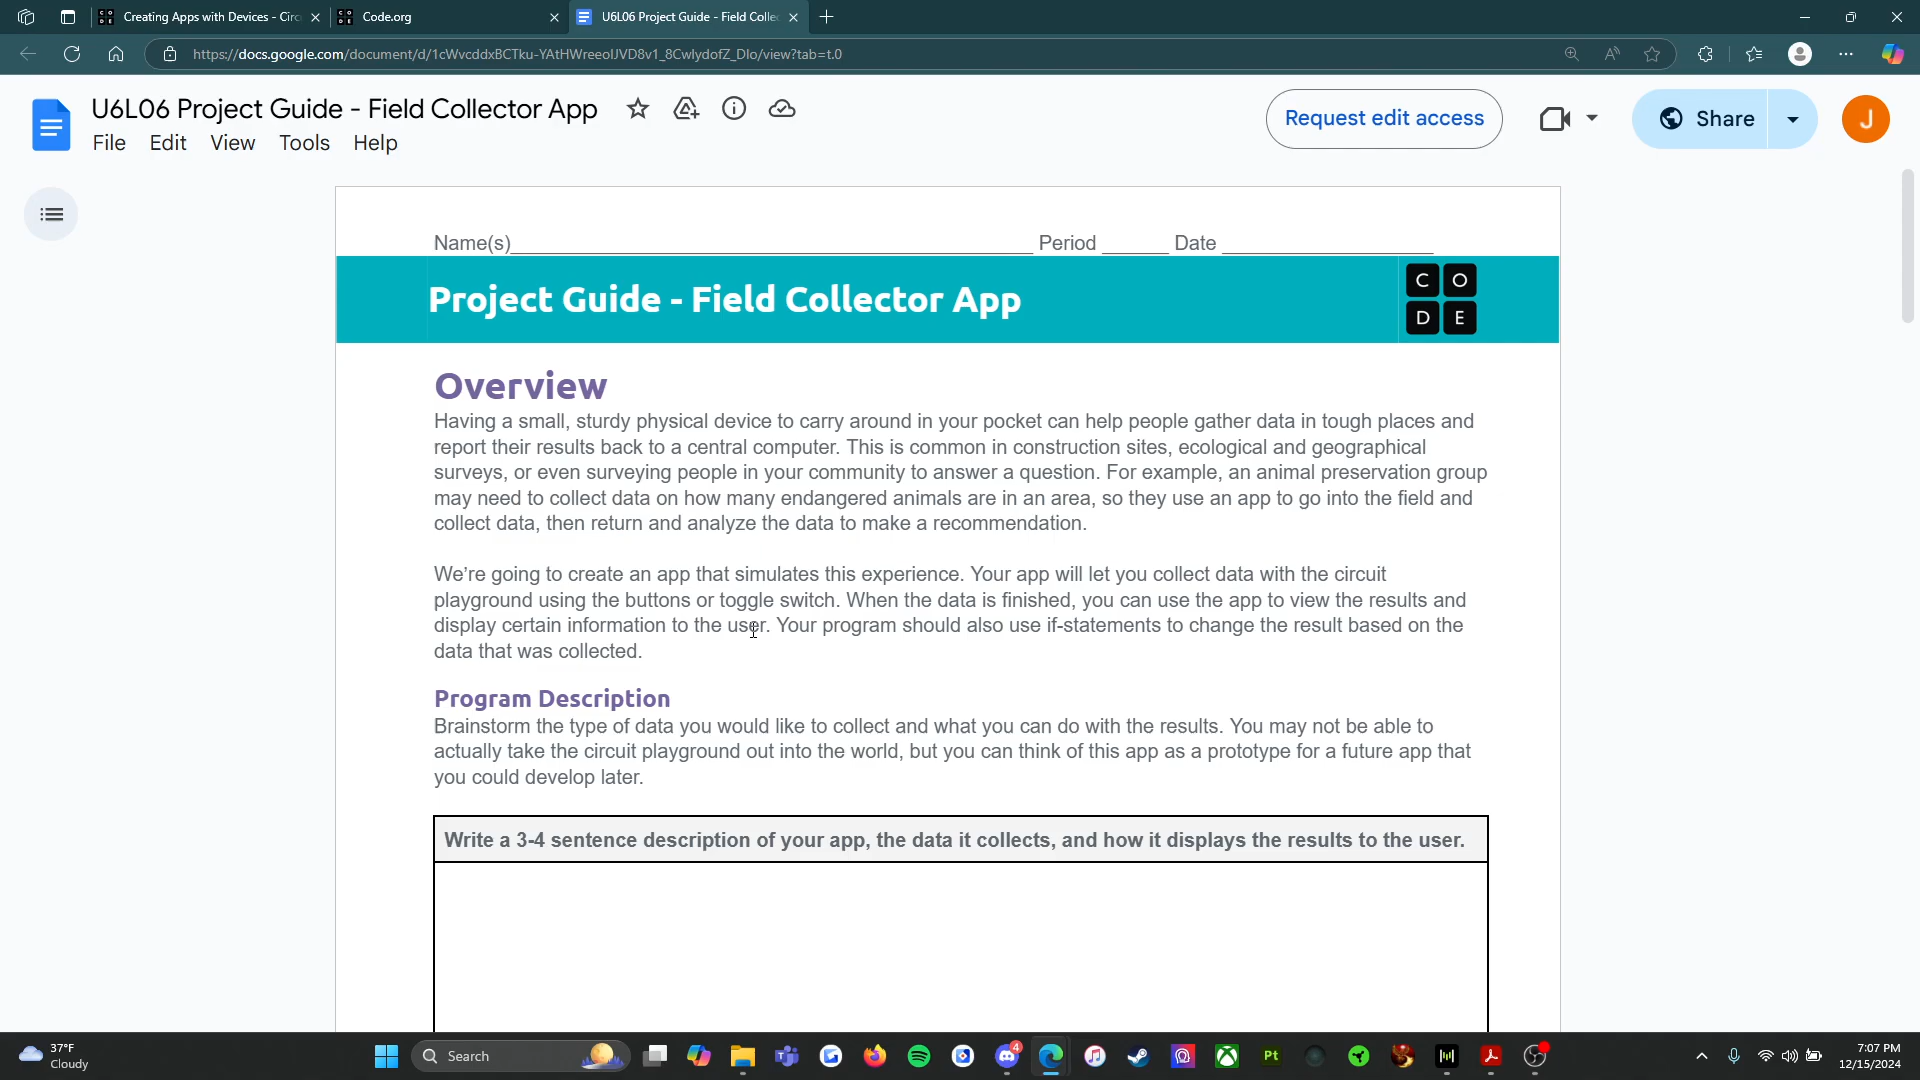 Creating Apps with Devices - Circ
Code.org
U6L06 Project Guide - Field Collec
https://docs.google.com/document/d/
U6L06 Project Guide - Field Collector App
File Edit View Tools Help
Request edit access
Share
J
Name(s) Period Date
Project Guide - Field Collector App
C O
D E
Overview
Having a small, sturdy physical device to carry around in your pocket can help people gather data in tough places and
report their results back to a central computer. This is common in construction sites, ecological and geographical
surveys, or even surveying people in your community to answer a question. For example, an animal preservation group
may need to collect data on how many endangered animals are in an area, so they use an app to go into the field and
collect data, then return and analyze the data to make a recommendation.
We’re going to create an app that simulates this experience. Your app will let you collect data with the circuit
playground using the buttons or toggle switch. When the data is finished, you can use the app to view the results and
display certain information to the user. Your program should also use if-statements to change the result based on the
data that was collected.
Program Description
Brainstorm the type of data you would like to collect and what you can do with the results. You may not be able to
actually take the circuit playground out into the world, but you can think of this app as a prototype for a future app that
you could develop later.
Write a 3-4 sentence description of your app, the data it collects, and how it displays the results to the user.
37°F
Cloudy
Search
4
Pt
7:07 PM
12/15/2024